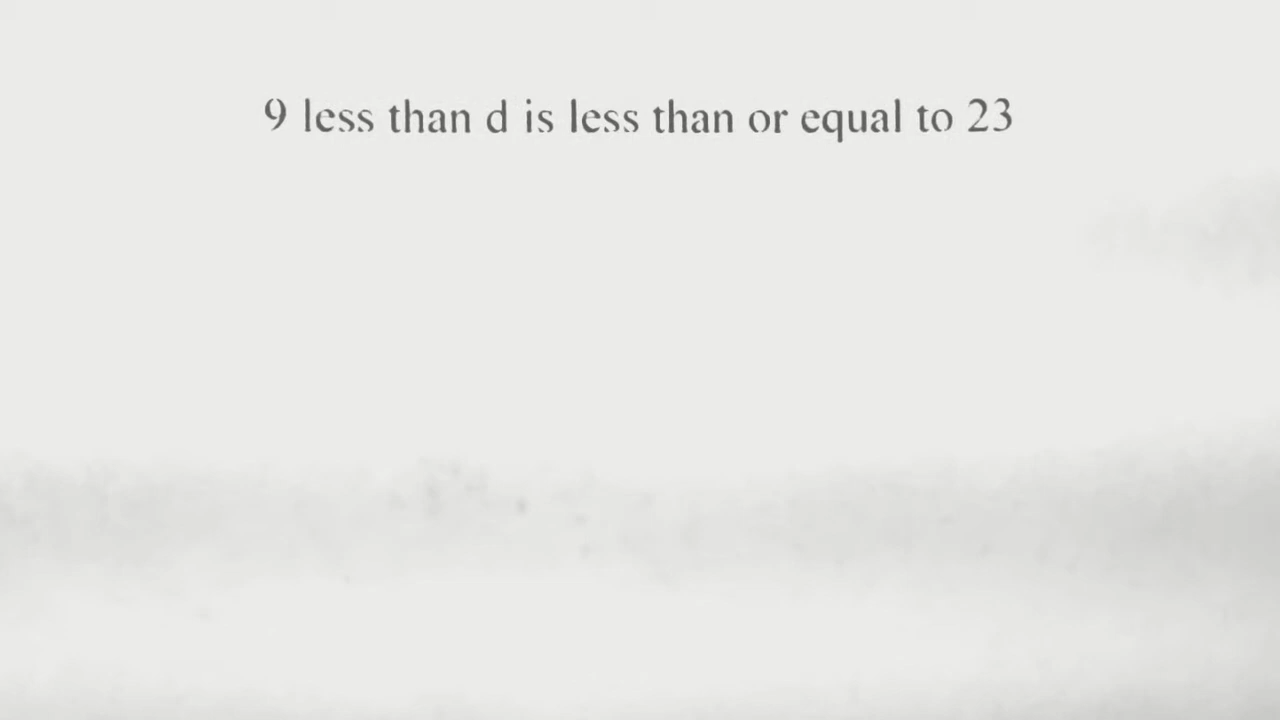 9 less than d is less than or equal to 23